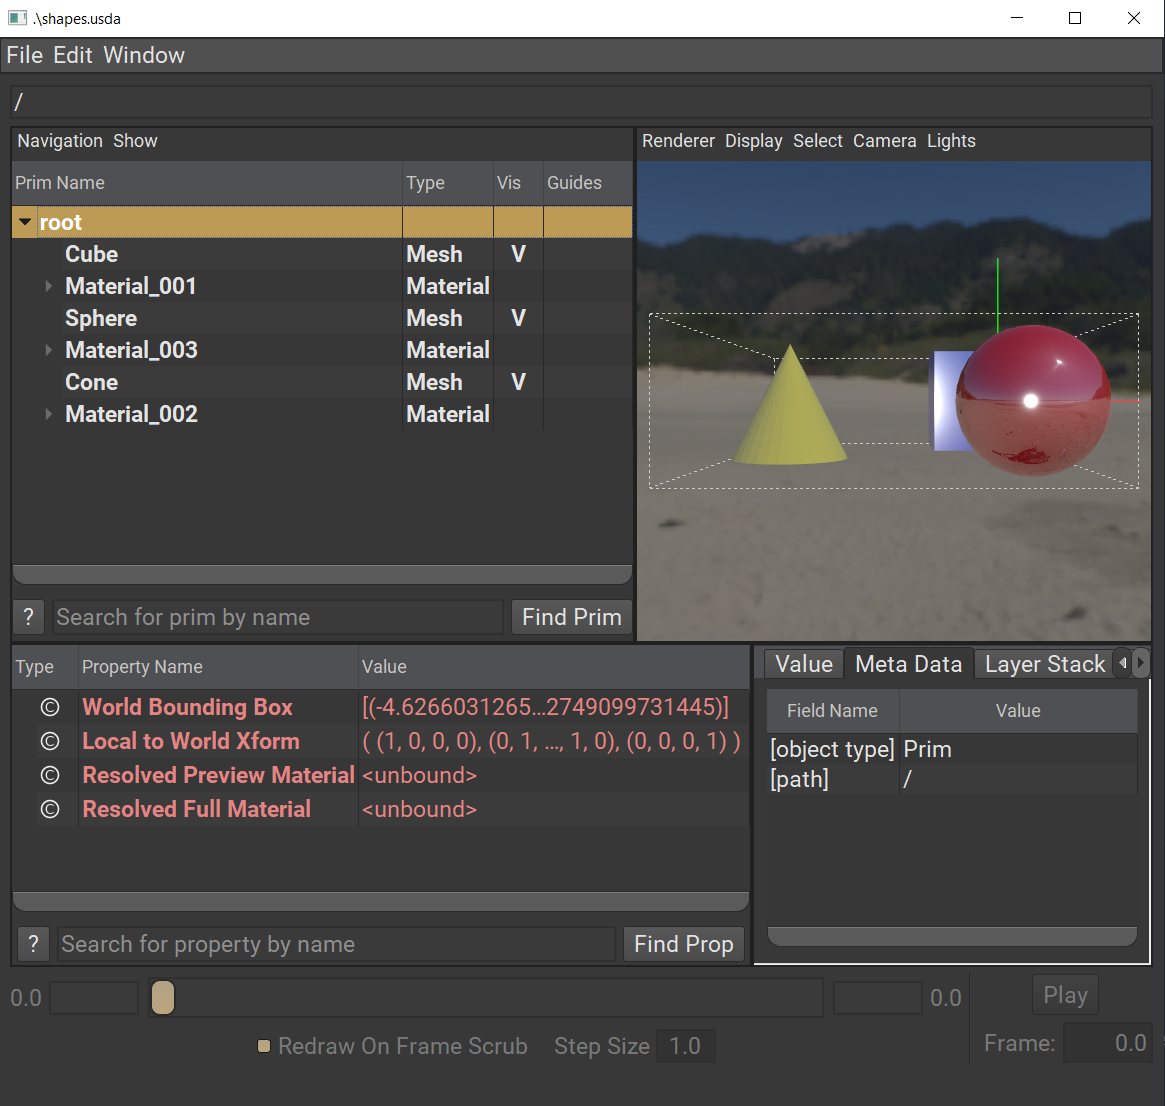 .\shapes.usda
File Edit Window
/
Navigation Show
Prim Name Type Vis Guides
root
Cube Mesh V
Material_001 Material
Sphere Mesh V
Material_003 Material
Cone Mesh V
Material_002 Material
? Search for prim by name Find Prim
Renderer Display Select Camera Lights
Type Property Name Value
© World Bounding Box [(-4.6266031265...2749099731445)]
© Local to World Xform ( (1, 0, 0, 0), (0, 1, ..., 1, 0), (0, 0, 0, 1) )
© Resolved Preview Material <unbound>
© Resolved Full Material <unbound>
? Search for property by name Find Prop
Value Meta Data Layer Stack
Field Name Value
[object type] Prim
[path] /
0.0 0.0 Play
Redraw On Frame Scrub Step Size 1.0 Frame: 0.0